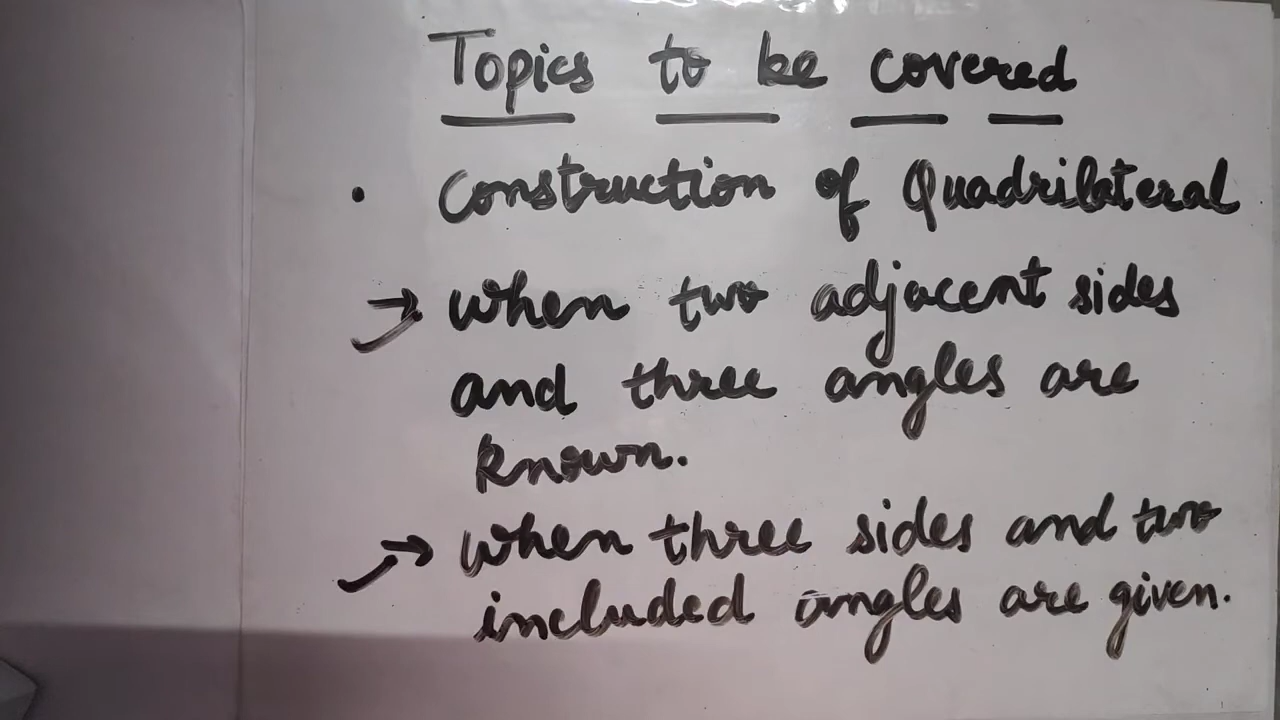 Topics to be covered
• Construction of Quadrilateral
→ when two adjacent sides
and three angles are
known.
→ when three sides and two
included angles are given.